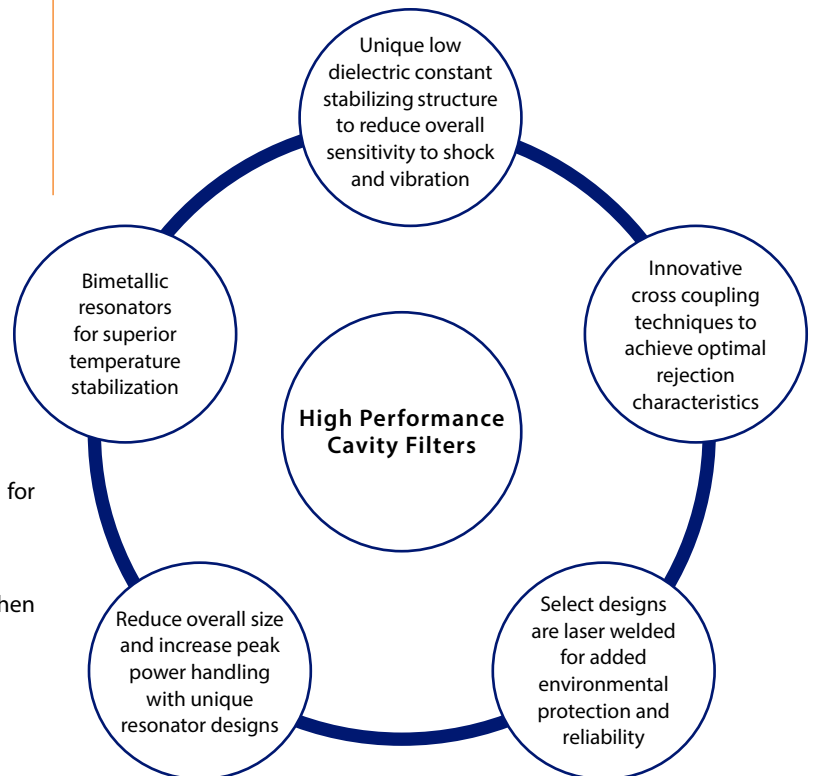 Unique low
dielectric constant
stabilizing structure
to reduce overall
sensitivity to shock
and vibration
Innovative
cross coupling
techniques to
achieve optimal
rejection
characteristics
Bimetallic
resonators
for superior
temperature
stabilization
High Performance
Cavity Filters
for
hen
Reduce overall size
and increase peak
power handling
with unique
resonator designs
Select designs
are laser welded
for added
environmental
protection and
reliability